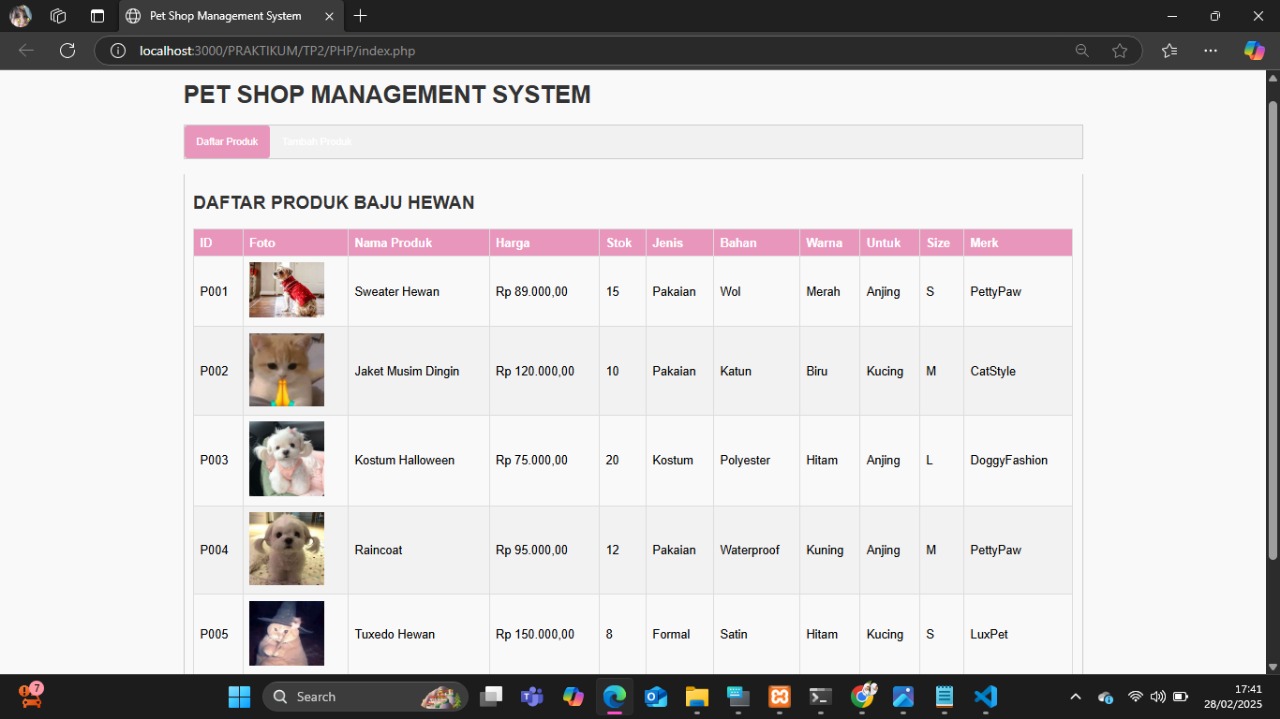 Pet Shop Management System
localhost:3000/PRAKTIKUM/TP2/PHP/index.php
PET SHOP MANAGEMENT SYSTEM
Daftar Produk Tambah Produk
DAFTAR PRODUK BAJU HEWAN
ID Foto Nama Produk Harga Stok Jenis Bahan Warna Untuk Size Merk
P001 Sweater Hewan Rp 89.000,00 15 Pakaian Wol Merah Anjing S PettyPaw
P002 Jaket Musim Dingin Rp 120.000,00 10 Pakaian Katun Biru Kucing M CatStyle
P003 Kostum Halloween Rp 75.000,00 20 Kostum Polyester Hitam Anjing L DoggyFashion
P004 Raincoat Rp 95.000,00 12 Pakaian Waterproof Kuning Anjing M PettyPaw
P005 Tuxedo Hewan Rp 150.000,00 8 Formal Satin Hitam Kucing S LuxPet
7 Search 17:41
28/02/2025